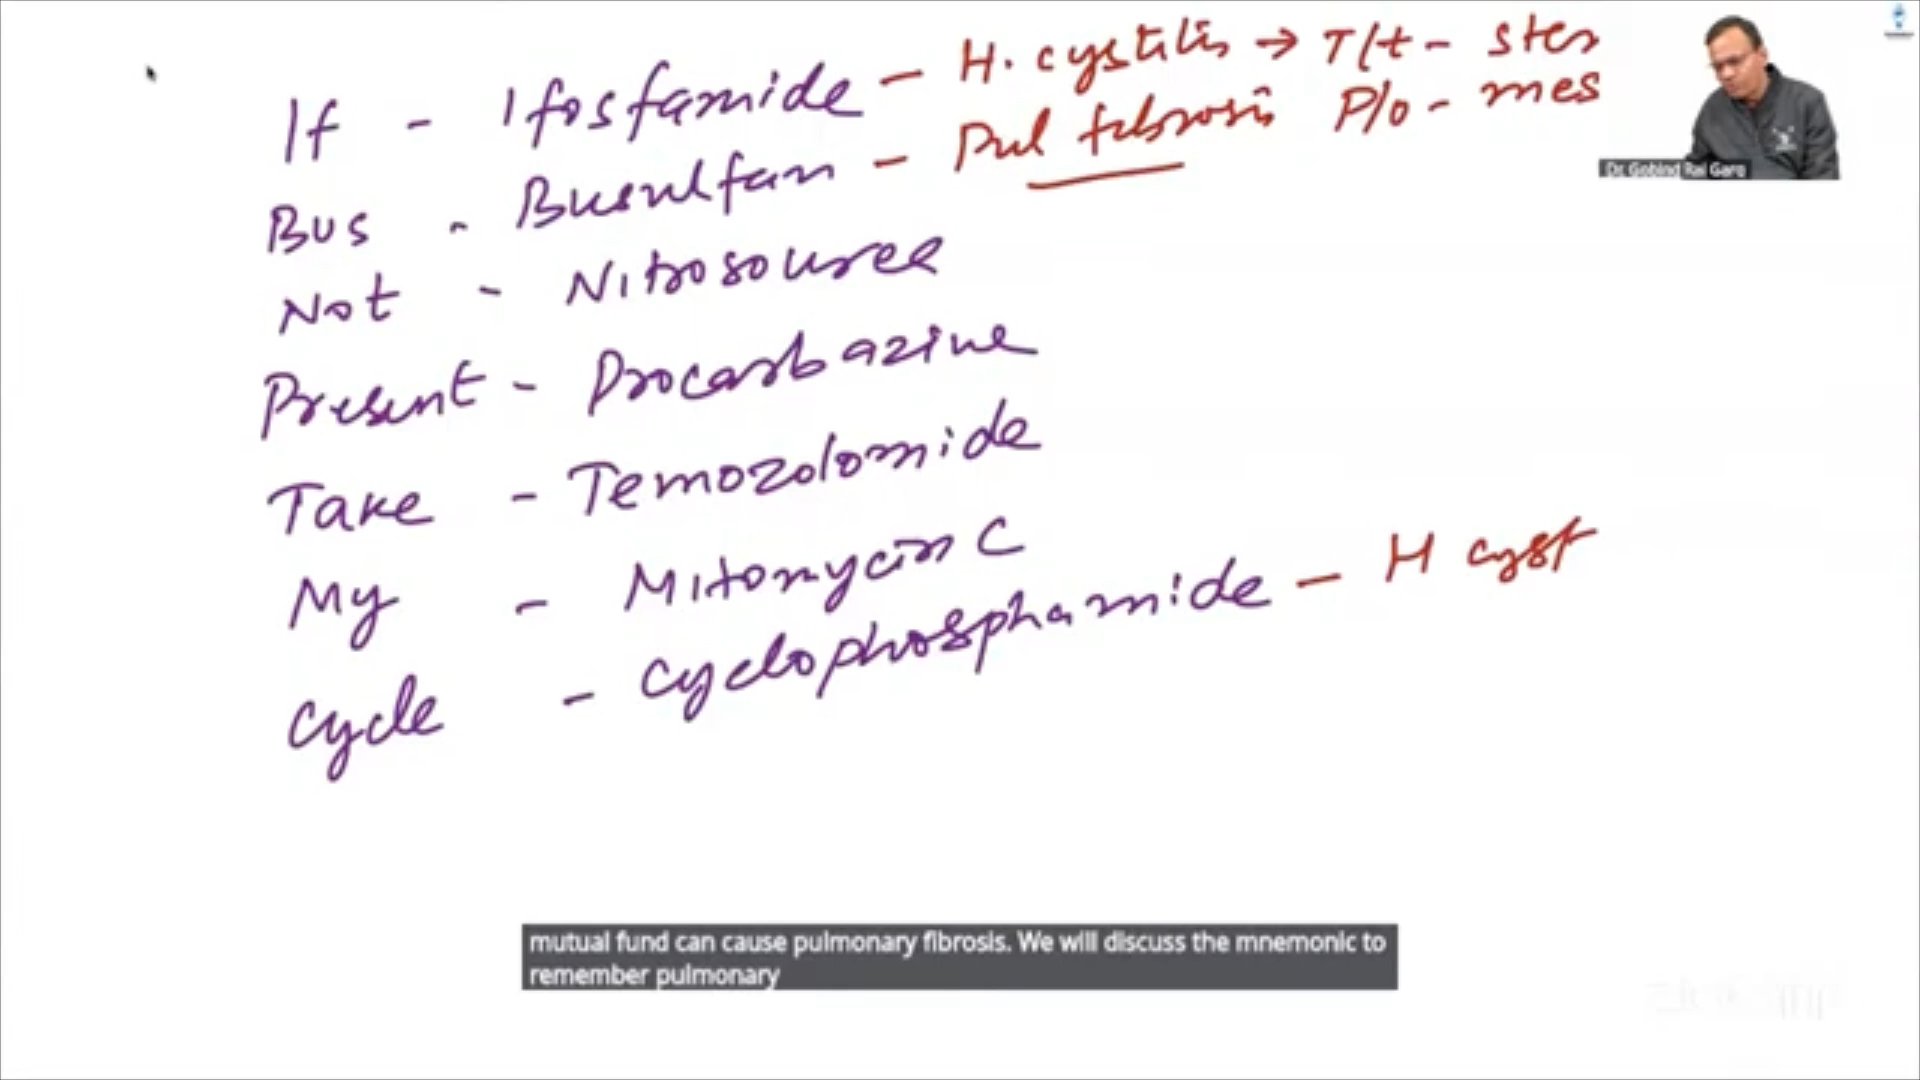 If - Ifosfamide - H. cystitis → T/t - stes
Bus - Busulfan - Pul fibrosis P/o - mes
Not - Nitrosourea
Present - Procarbazine
Take - Temozolomide
My - Mitomycin C
Cycle - Cyclophosphamide - H cyst
Dr. Gobind Rai Garg
mutual fund can cause pulmonary fibrosis. We will discuss the mnemonic to
remember pulmonary